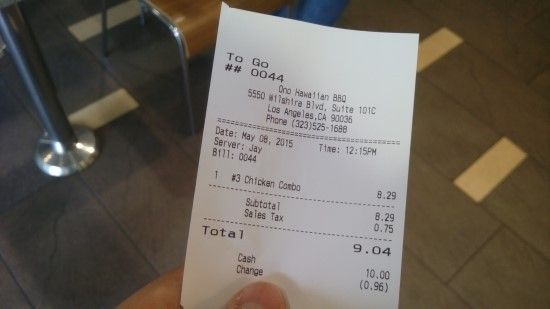 To Go
## 0044
Ono Hawaiian BBQ
5550 Wilshire Blvd, Suite 101C
Los Angeles,CA 90036
Phone (323)525-1688
Date: May 08, 2015 Time: 12:15PM
Server: Jay
Bill: 0044
1 #3 Chicken Combo 8.29
Subtotal 8.29
Sales Tax 0.75
Total 9.04
Cash 10.00
Change (0.96)